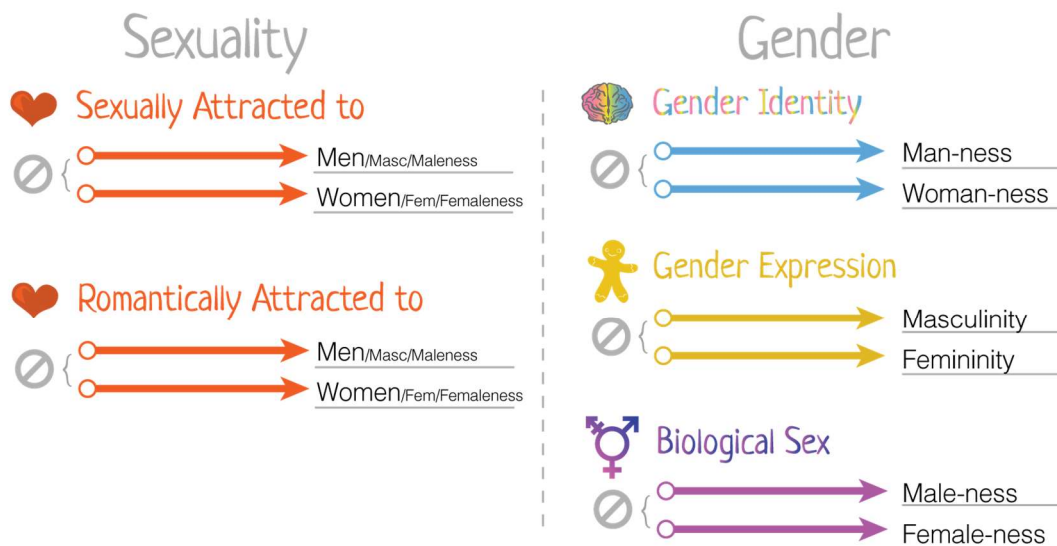 Sexuality
Sexually Attracted to
Men/Masc/Maleness
Women/Fem/Femaleness
Romantically Attracted to
Men/Masc/Maleness
Women/Fem/Femaleness
Gender
Gender Identity
Man-ness
Woman-ness
Gender Expression
Masculinity
Femininity
Biological Sex
Male-ness
Female-ness